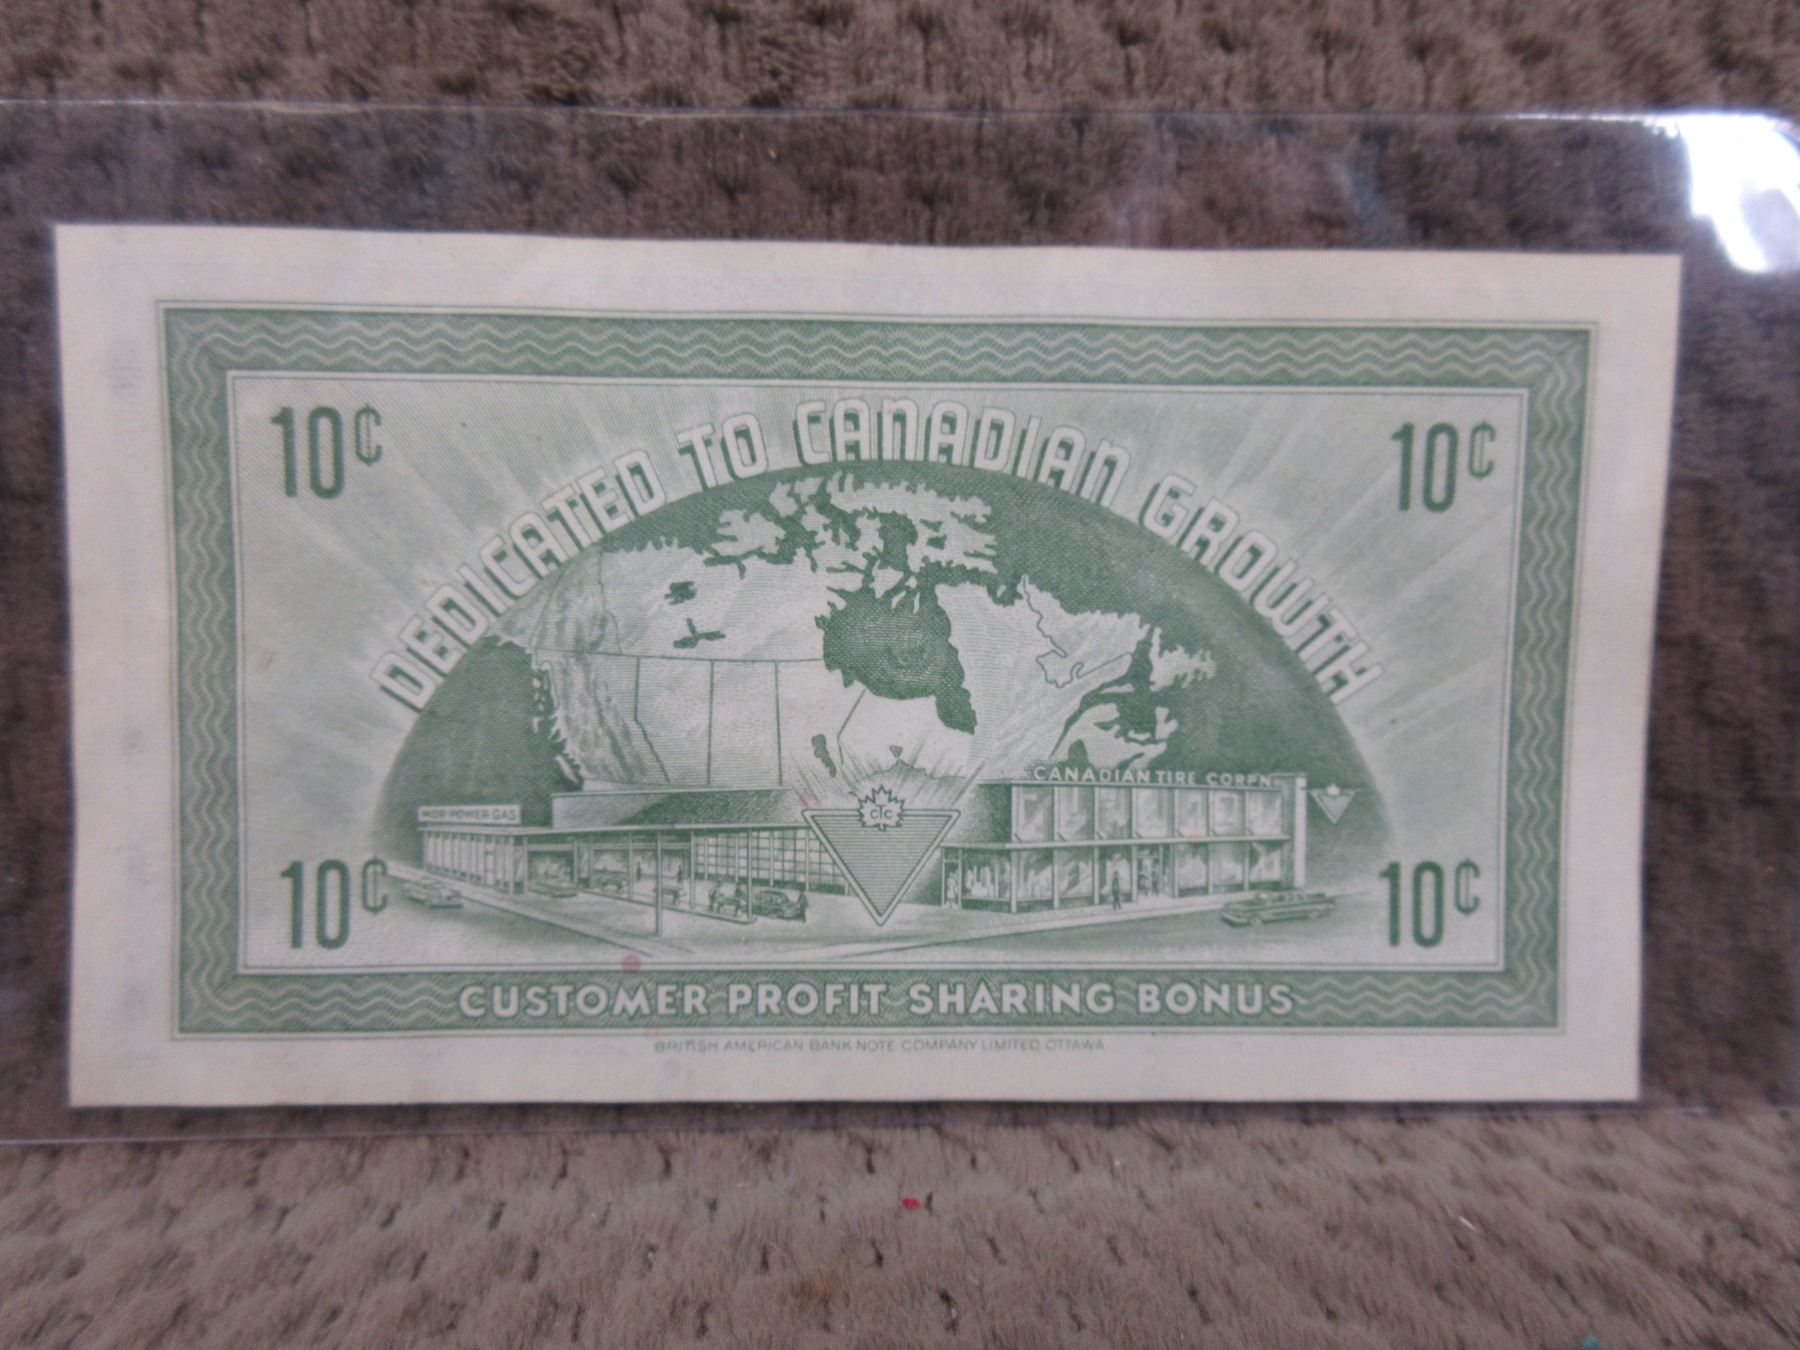 10¢ 10¢
DEDICATED TO CANADIAN GROWTH
CANADIAN TIRE CORP'N.
MOR-POWER GAS
CTC
10¢ 10¢
CUSTOMER PROFIT SHARING BONUS
BRITISH AMERICAN BANK NOTE COMPANY LIMITED OTTAWA